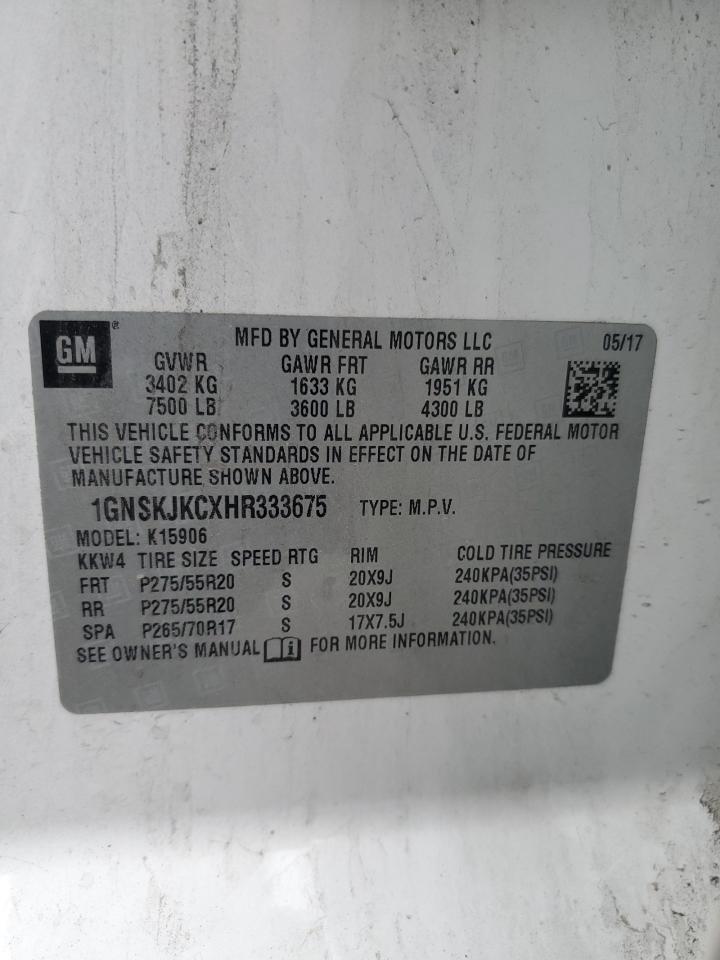 GM ®
MFD BY GENERAL MOTORS LLC 05/17
GVWR GAWR FRT GAWR RR
3402 KG 1633 KG 1951 KG
7500 LB 3600 LB 4300 LB
THIS VEHICLE CONFORMS TO ALL APPLICABLE U.S. FEDERAL MOTOR
VEHICLE SAFETY STANDARDS IN EFFECT ON THE DATE OF
MANUFACTURE SHOWN ABOVE.
1GNSKJKCXHR333675 TYPE: M.P.V.
MODEL: K15906
KKW4 TIRE SIZE SPEED RTG RIM COLD TIRE PRESSURE
FRT P275/55R20 S 20X9J 240KPA(35PSI)
RR P275/55R20 S 20X9J 240KPA(35PSI)
SPA P265/70R17 S 17X7.5J 240KPA(35PSI)
SEE OWNER'S MANUAL i FOR MORE INFORMATION.